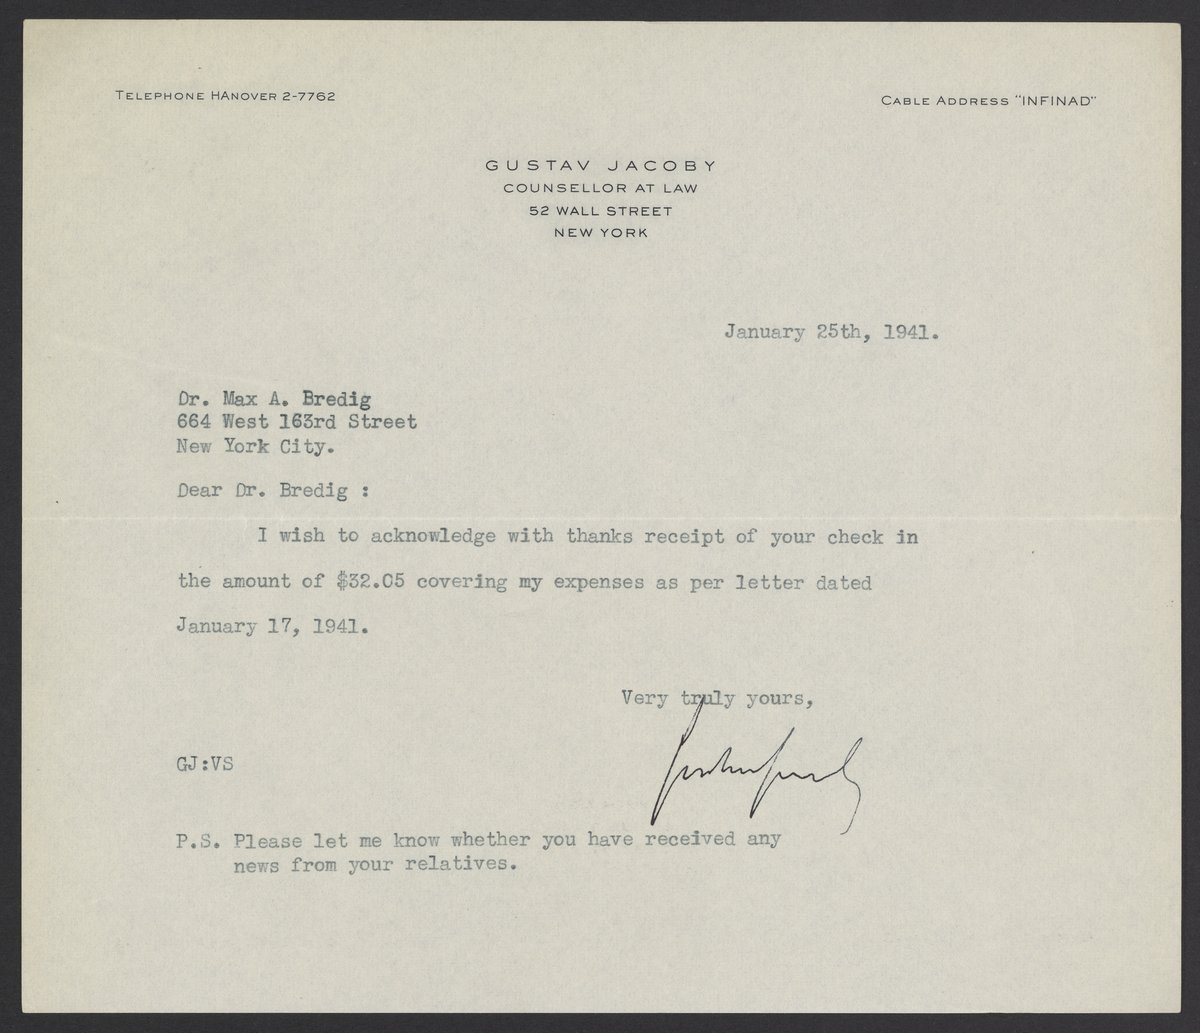 TELEPHONE HANOVER 2-7762
CABLE ADDRESS "INFINAD"
GUSTAV JACOBY
COUNSELLOR AT LAW
52 WALL STREET
NEW YORK
January 25th, 1941.
Dr. Max A. Bredig
664 West 163rd Street
New York City.
Dear Dr. Bredig :
I wish to acknowledge with thanks receipt of your check in
the amount of $32.05 covering my expenses as per letter dated
January 17, 1941.
Very truly yours,
GJ:VS
P.S. Please let me know whether you have received any
news from your relatives.